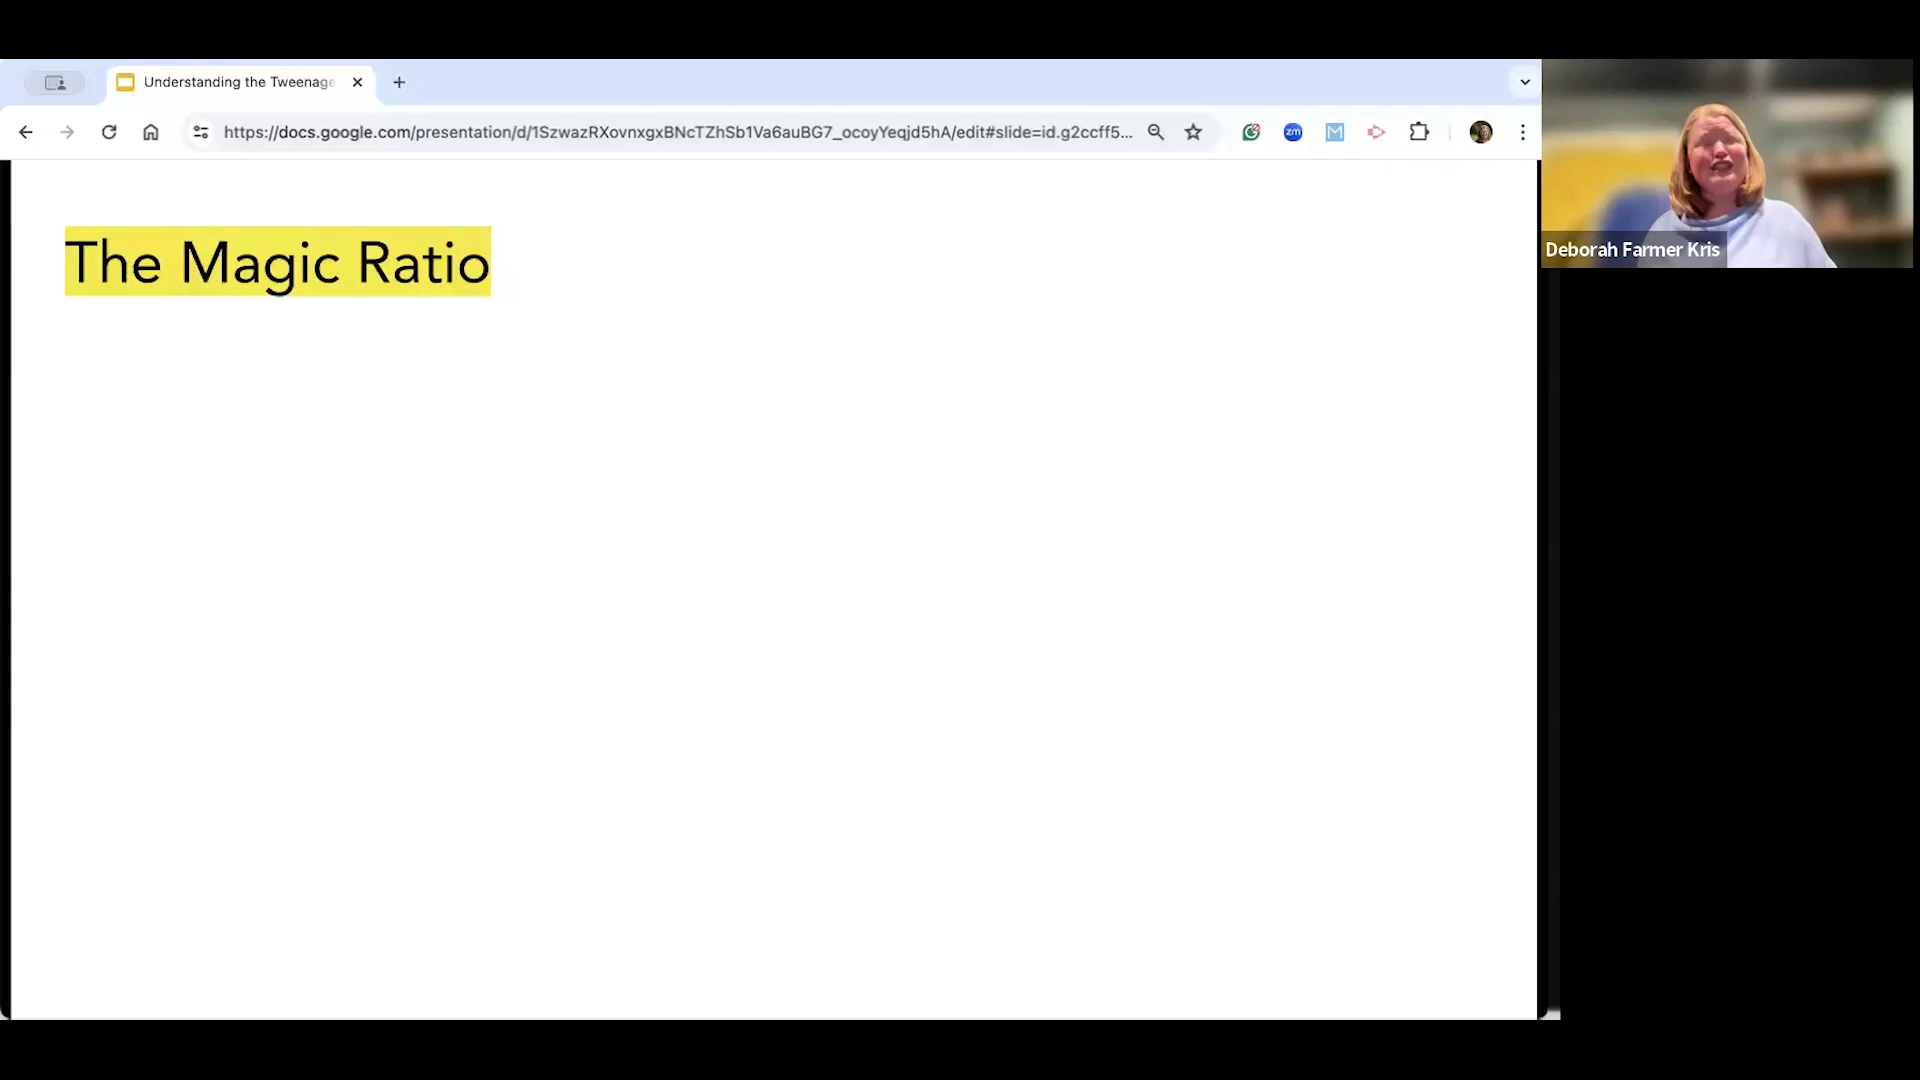 Understanding the Tweenage
https://docs.google.com/presentation/d/1SzwazRXovnxgxBNcTZhSb1Va6auBG7_ocoyYeqjd5hA/edit#slide=id.g2ccff5...
zm
M
Deborah Farmer Kris
The Magic Ratio